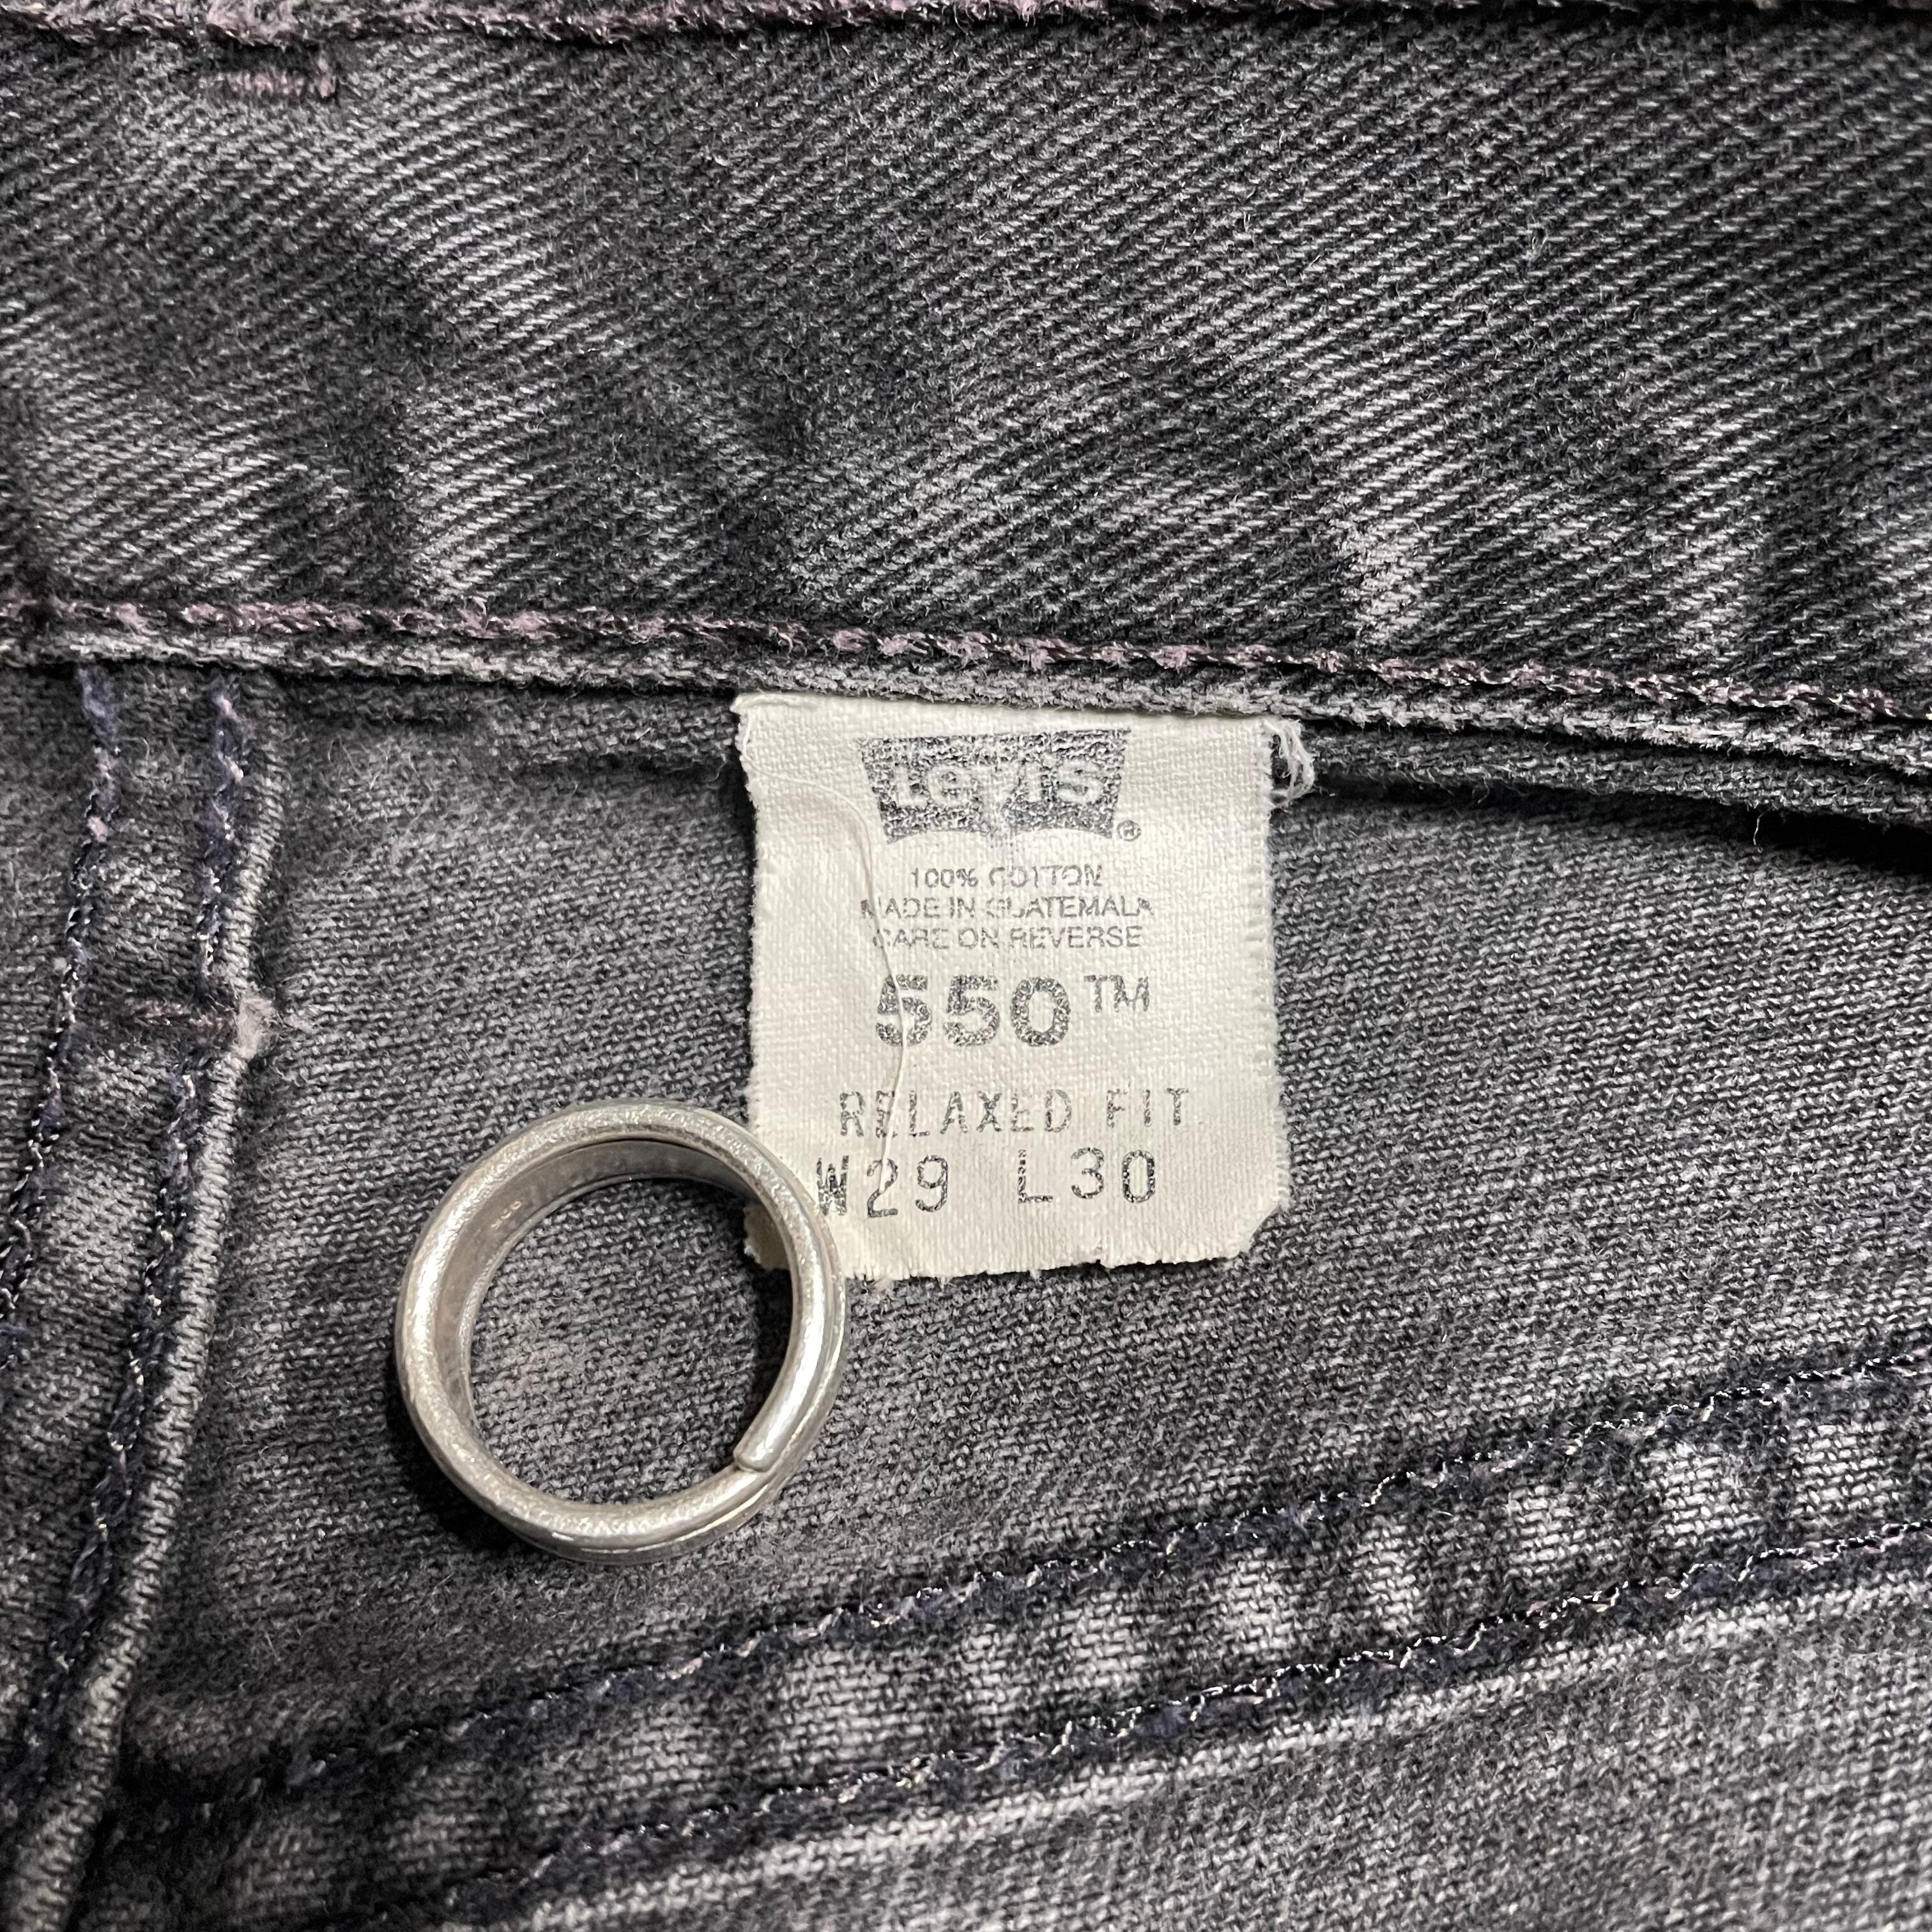 Levi's®
100% COTTON
MADE IN GUATEMALA
CARE ON REVERSE
550™
RELAXED FIT
W29 L30